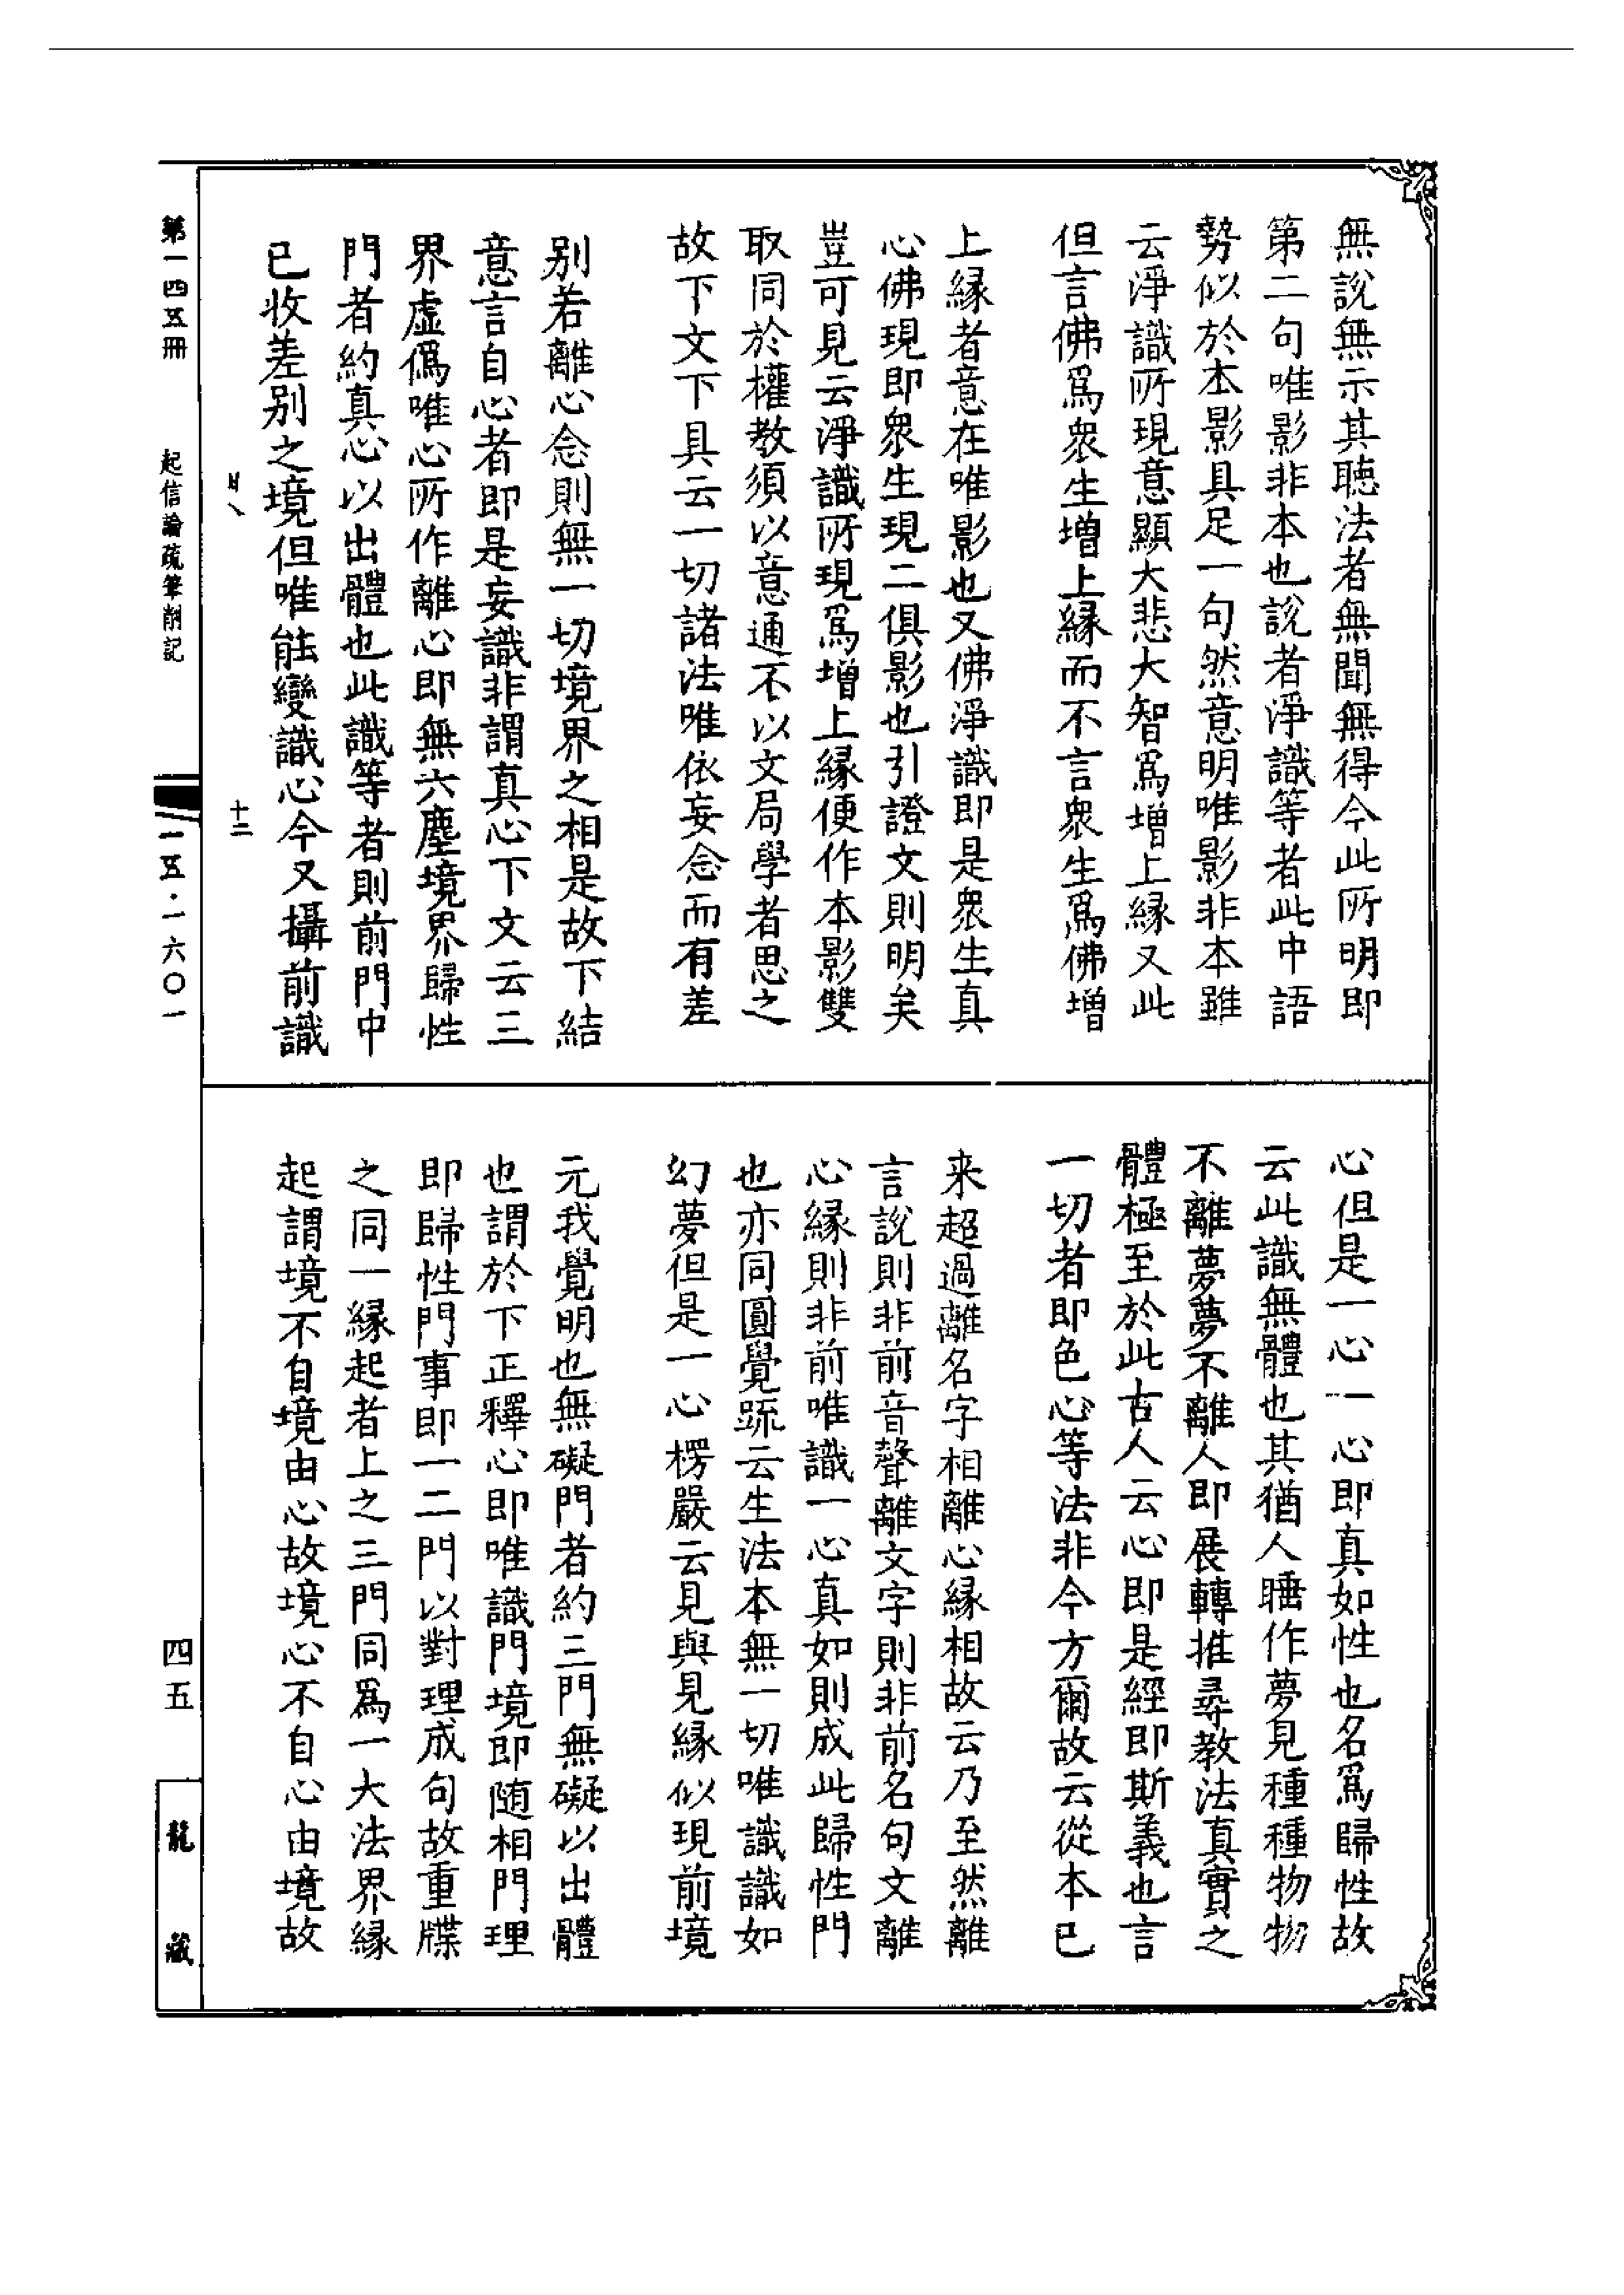 無說無示其聽法者無聞無得今此所明即
第二句唯影非本也說者淨識等者此中語
勢似於本影具足一句然意明唯影非本雖
云淨識所現意顯大悲大智爲增上緣又此
但言佛爲衆生增上緣而不言衆生爲佛增
上緣者意在唯影也又佛淨識即是衆生真
心佛現即衆生現二俱影也引證文則明矣
豈可見云淨識所現爲增上緣便作本影雙
取同於權教須以意通不以文局學者思之
故下文下具云一切諸法唯依妄念而有差
別若離心念則無一切境界之相是故下結
意言自心者即是妄識非謂真心下文云三
界虛僞唯心所作離心即無六塵境界歸性
門者約真心以出體也此識等者則前門中
已收差別之境但唯能變識心今又攝前識
心但是一心一心即真如性也名爲歸性故
云此識無體也其猶人睡作夢見種種物物
不離夢夢不離人即展轉推尋教法真實之
體極至於此古人云心即是經即斯義也言
一切者即色心等法非今方爾故云從本已
来超過離名字相離心緣相故云乃至然離
言說則非前音聲離文字則非前名句文離
心緣則非前唯識一心真如則成此歸性門
也亦同圓覺䟽云生法本無一切唯識識如
幻夢但是一心楞嚴云見與見緣似現前境
元我覺明也無礙門者約三門無礙以出體
也謂於下正釋心即唯識門境即随相門理
即歸性門事即一二門以對理成句故重牒
之同一緣起者上之三門同爲一大法界緣
起謂境不自境由心故境心不自心由境故
第一四五冊
起信論疏筆削記
十二
一五·一六〇一
四五
龍藏